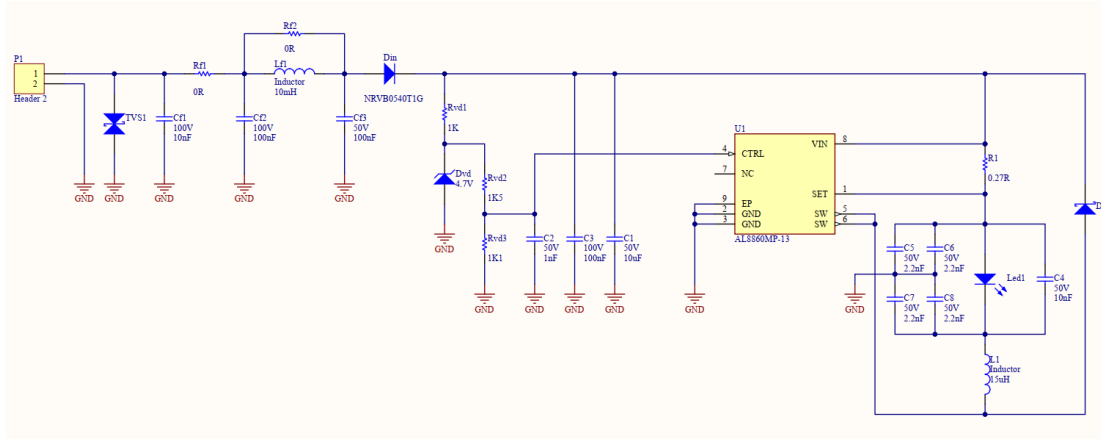 P1
1
2
Header 2
TVS1
Cf1
100V
10nF
GND
GND
GND
Rf1
0R
Rf2
0R
Lf1
Inductor
10mH
Cf2
100V
100nF
GND
Cf3
50V
100nF
GND
Din
NRVB0540T1G
Rvd1
1K
Dvd
4.7V
GND
Rvd2
1K5
Rvd3
1K1
GND
C2
50V
1nF
GND
C3
100V
100nF
GND
C1
50V
10uF
GND
U1
4
CTRL
7
NC
9
EP
2
GND
3
GND
VIN
8
SET
1
SW
5
SW
6
AL8860MP-13
GND
R1
0.27R
D
C5
50V
2.2nF
C6
50V
2.2nF
C7
50V
2.2nF
C8
50V
2.2nF
GND
Led1
C4
50V
10nF
L1
Inductor
15uH